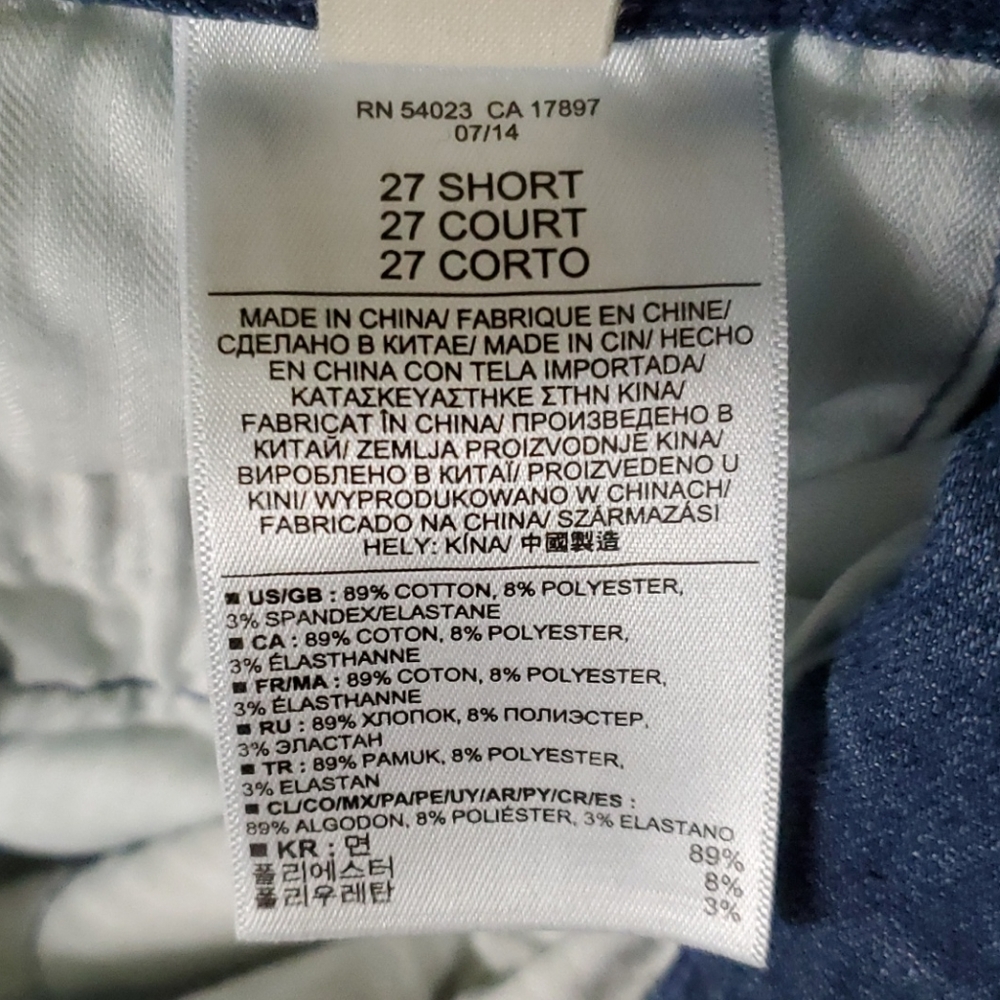 RN 54023 CA 17897
07/14
27 SHORT
27 COURT
27 CORTO
MADE IN CHINA/ FABRIQUE EN CHINE/
СДЕЛАНО В КИТАЕ/ MADE IN CIN/ HECHO
EN CHINA CON TELA IMPORTADA/
ΚΑΤΑΣΚΕΥΑΣΤΗΚΕ ΣΤΗΝ ΚΙΝΑ/
FABRICAT ÎN CHINA/ ПРОИЗВЕДЕНО В
КИТАЙ/ ZEMLJA PROIZVODNJE KINA/
ВИРОБЛЕНО В КИТАЇ/ PROIZVEDENO U
KINI/ WYPRODUKOWANO W CHINACH/
FABRICADO NA CHINA/ SZÁRMAZÁSI
HELY: KÍNA/ 中國製造
■ US/GB : 89% COTTON, 8% POLYESTER,
3% SPANDEX/ELASTANE
■ CA : 89% COTON, 8% POLYESTER,
3% ÉLASTHANNE
■ FR/MA : 89% COTON, 8% POLYESTER,
3% ÉLASTHANNE
■ RU : 89% ХЛОПОК, 8% ПОЛИЭСТЕР,
3% ЭЛАСТАН
■ TR : 89% PAMUK, 8% POLYESTER,
3% ELASTAN
■ CL/CO/MX/PA/PE/UY/AR/PY/CR/ES :
89% ALGODON, 8% POLIÉSTER, 3% ELASTANO
■ KR : 면 89%
폴리에스터 8%
폴리우레탄 3%